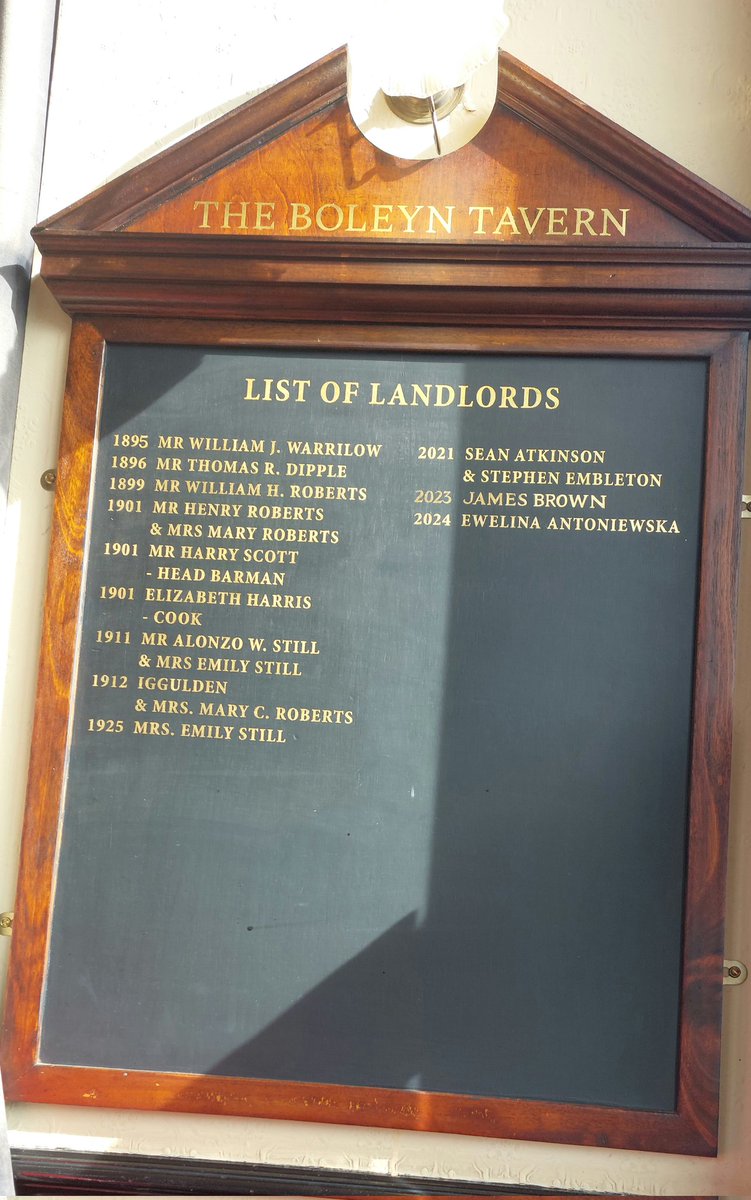 THE BOLEYN TAVERN
LIST OF LANDLORDS
1895 MR WILLIAM J. WARRILOW
1896 MR THOMAS R. DIPPLE
1899 MR WILLIAM H. ROBERTS
1901 MR HENRY ROBERTS
& MRS MARY ROBERTS
1901 MR HARRY SCOTT
- HEAD BARMAN
1901 ELIZABETH HARRIS
- COOK
1911 MR ALONZO W. STILL
& MRS EMILY STILL
1912 IGGULDEN
& MRS. MARY C. ROBERTS
1925 MRS. EMILY STILL
2021 SEAN ATKINSON
& STEPHEN EMBLETON
2023 JAMES BROWN
2024 EWELINA ANTONIEWSKA